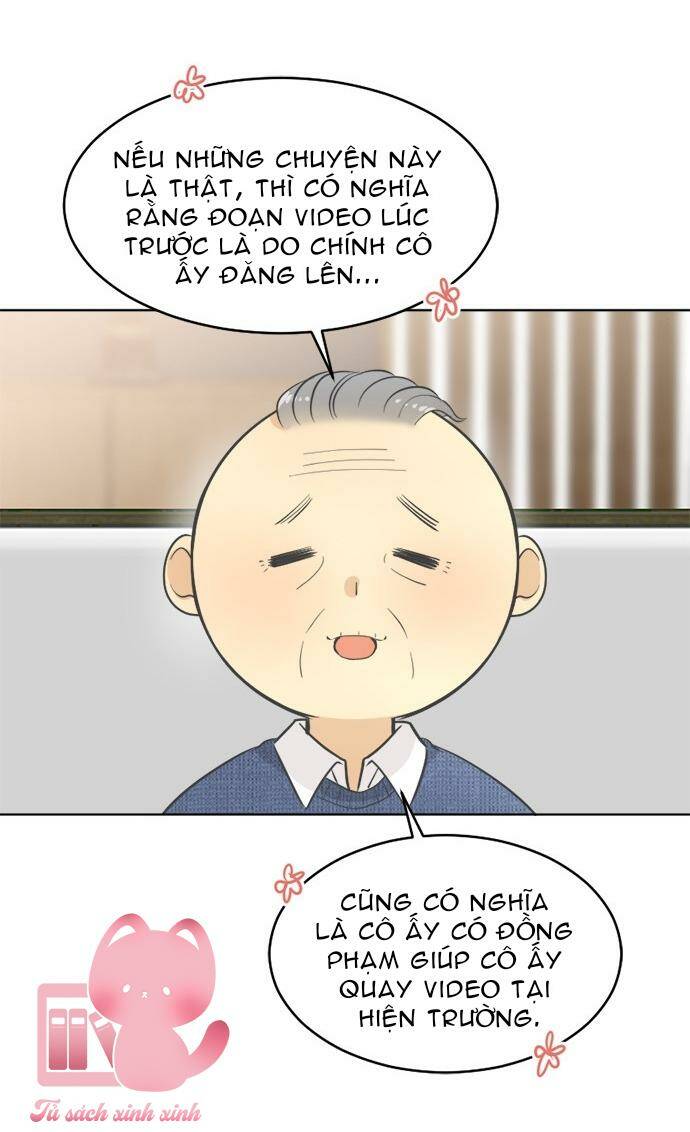 NẾU NHỮNG CHUYỆN NÀY
LÀ THẬT, THÌ CÓ NGHĨA
RẰNG ĐOẠN VIDEO LÚC
TRƯỚC LÀ DO CHÍNH CÔ
ẤY ĐĂNG LÊN...
CŨNG CÓ NGHĨA
LÀ CÔ ẤY CÓ ĐỒNG
PHẠM GIÚP CÔ ẤY
QUAY VIDEO TẠI
HIỆN TRƯỜNG.
Tủ sách xinh xinh